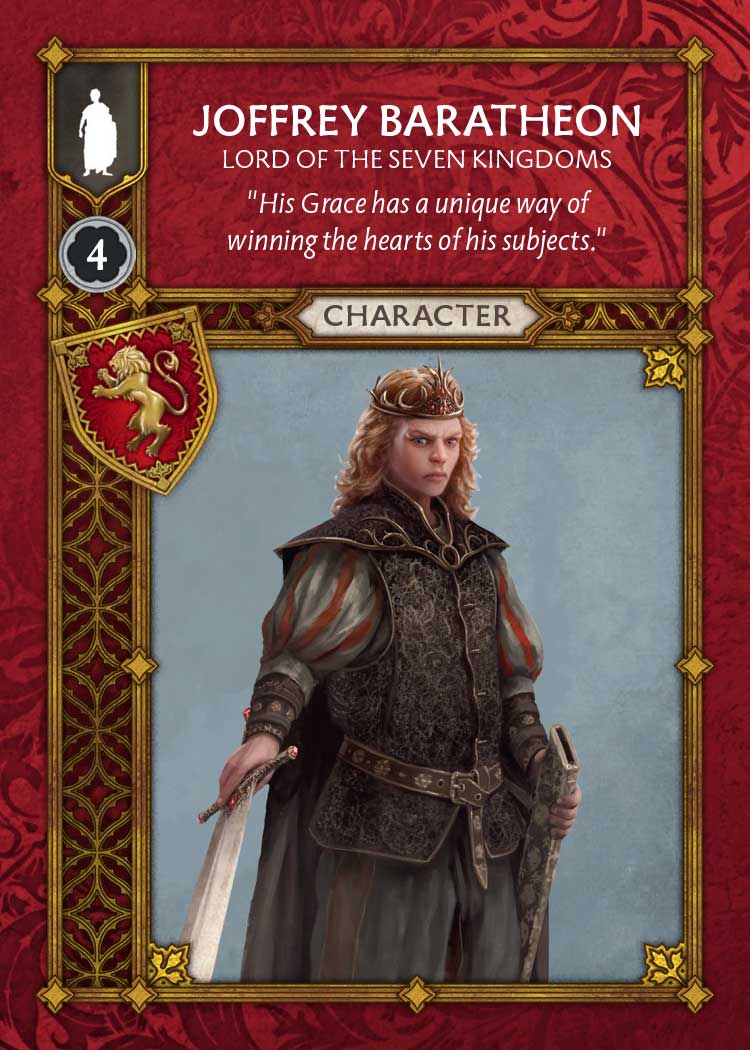 JOFFREY BARATHEON
LORD OF THE SEVEN KINGDOMS
"His Grace has a unique way of
winning the hearts of his subjects."
4
CHARACTER